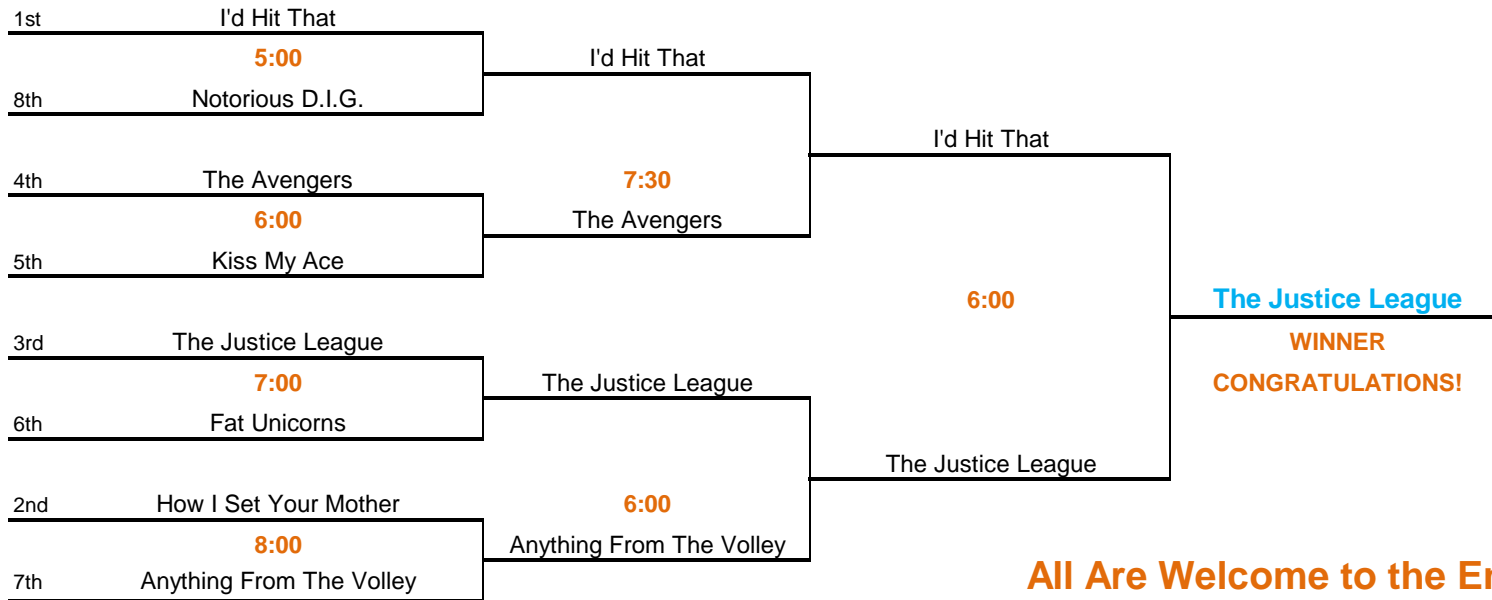 1st I'd Hit That
5:00 I'd Hit That
8th Notorious D.I.G.
I'd Hit That
4th The Avengers 7:30
6:00 The Avengers
5th Kiss My Ace
6:00 The Justice League
3rd The Justice League WINNER
7:00 The Justice League CONGRATULATIONS!
6th Fat Unicorns
The Justice League
2nd How I Set Your Mother 6:00
8:00 Anything From The Volley
7th Anything From The Volley
All Are Welcome to the